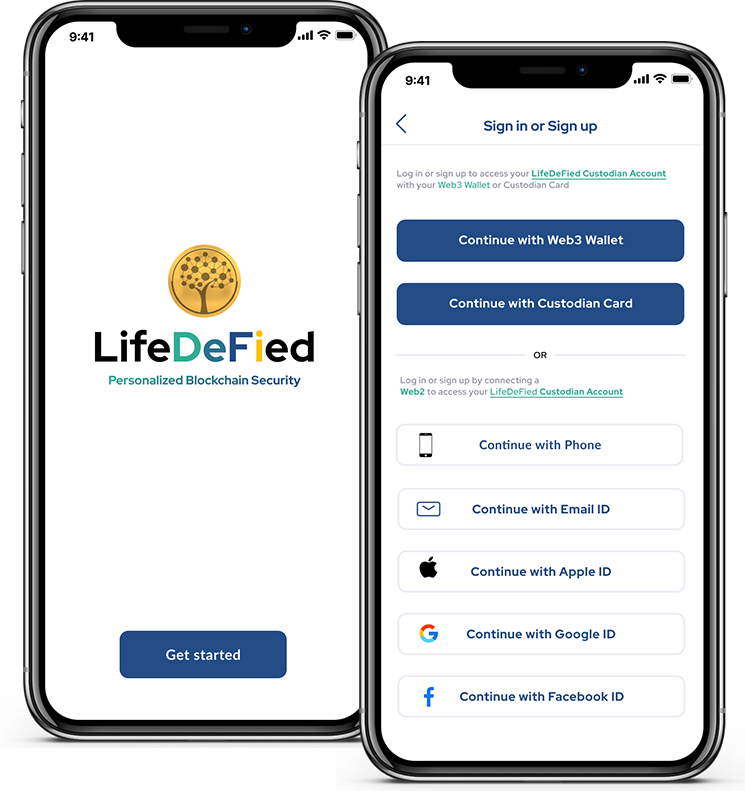 9:41
LifeDeFied
Personalized Blockchain Security
Get started
9:41
Sign in or Sign up
Log in or sign up to access your LifeDeFied Custodian Account
with your Web3 Wallet or Custodian Card
Continue with Web3 Wallet
Continue with Custodian Card
OR
Log in or sign up by connecting a
Web2 to access your LifeDeFied Custodian Account
Continue with Phone
Continue with Email ID
Continue with Apple ID
Continue with Google ID
Continue with Facebook ID